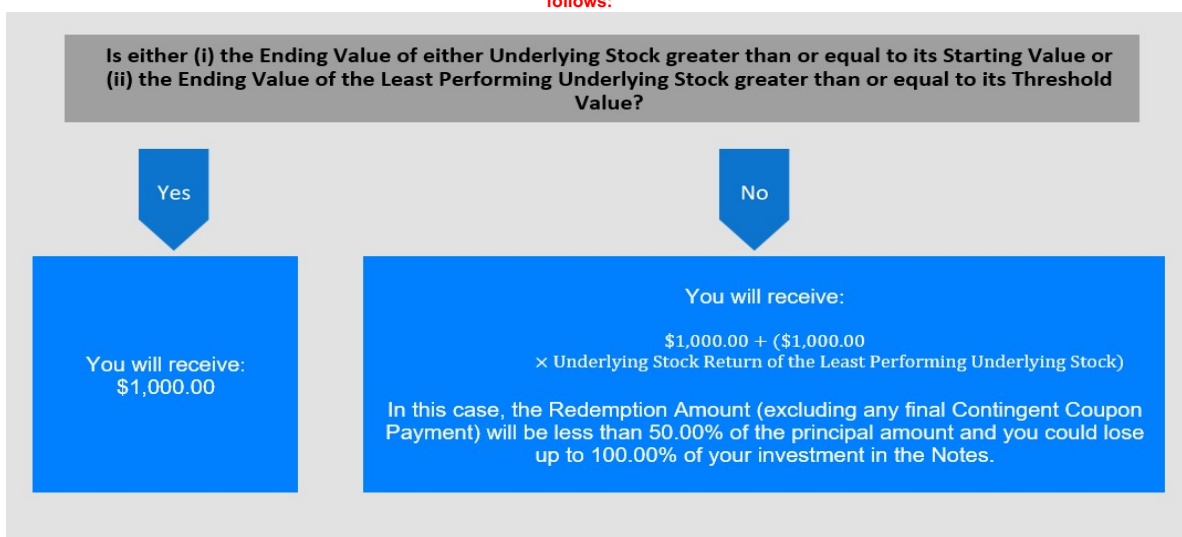 follows:
Is either (i) the Ending Value of either Underlying Stock greater than or equal to its Starting Value or
(ii) the Ending Value of the Least Performing Underlying Stock greater than or equal to its Threshold
Value?
Yes
No
You will receive:
$1,000.00
You will receive:
$1,000.00 + ($1,000.00
× Underlying Stock Return of the Least Performing Underlying Stock)
In this case, the Redemption Amount (excluding any final Contingent Coupon
Payment) will be less than 50.00% of the principal amount and you could lose
up to 100.00% of your investment in the Notes.